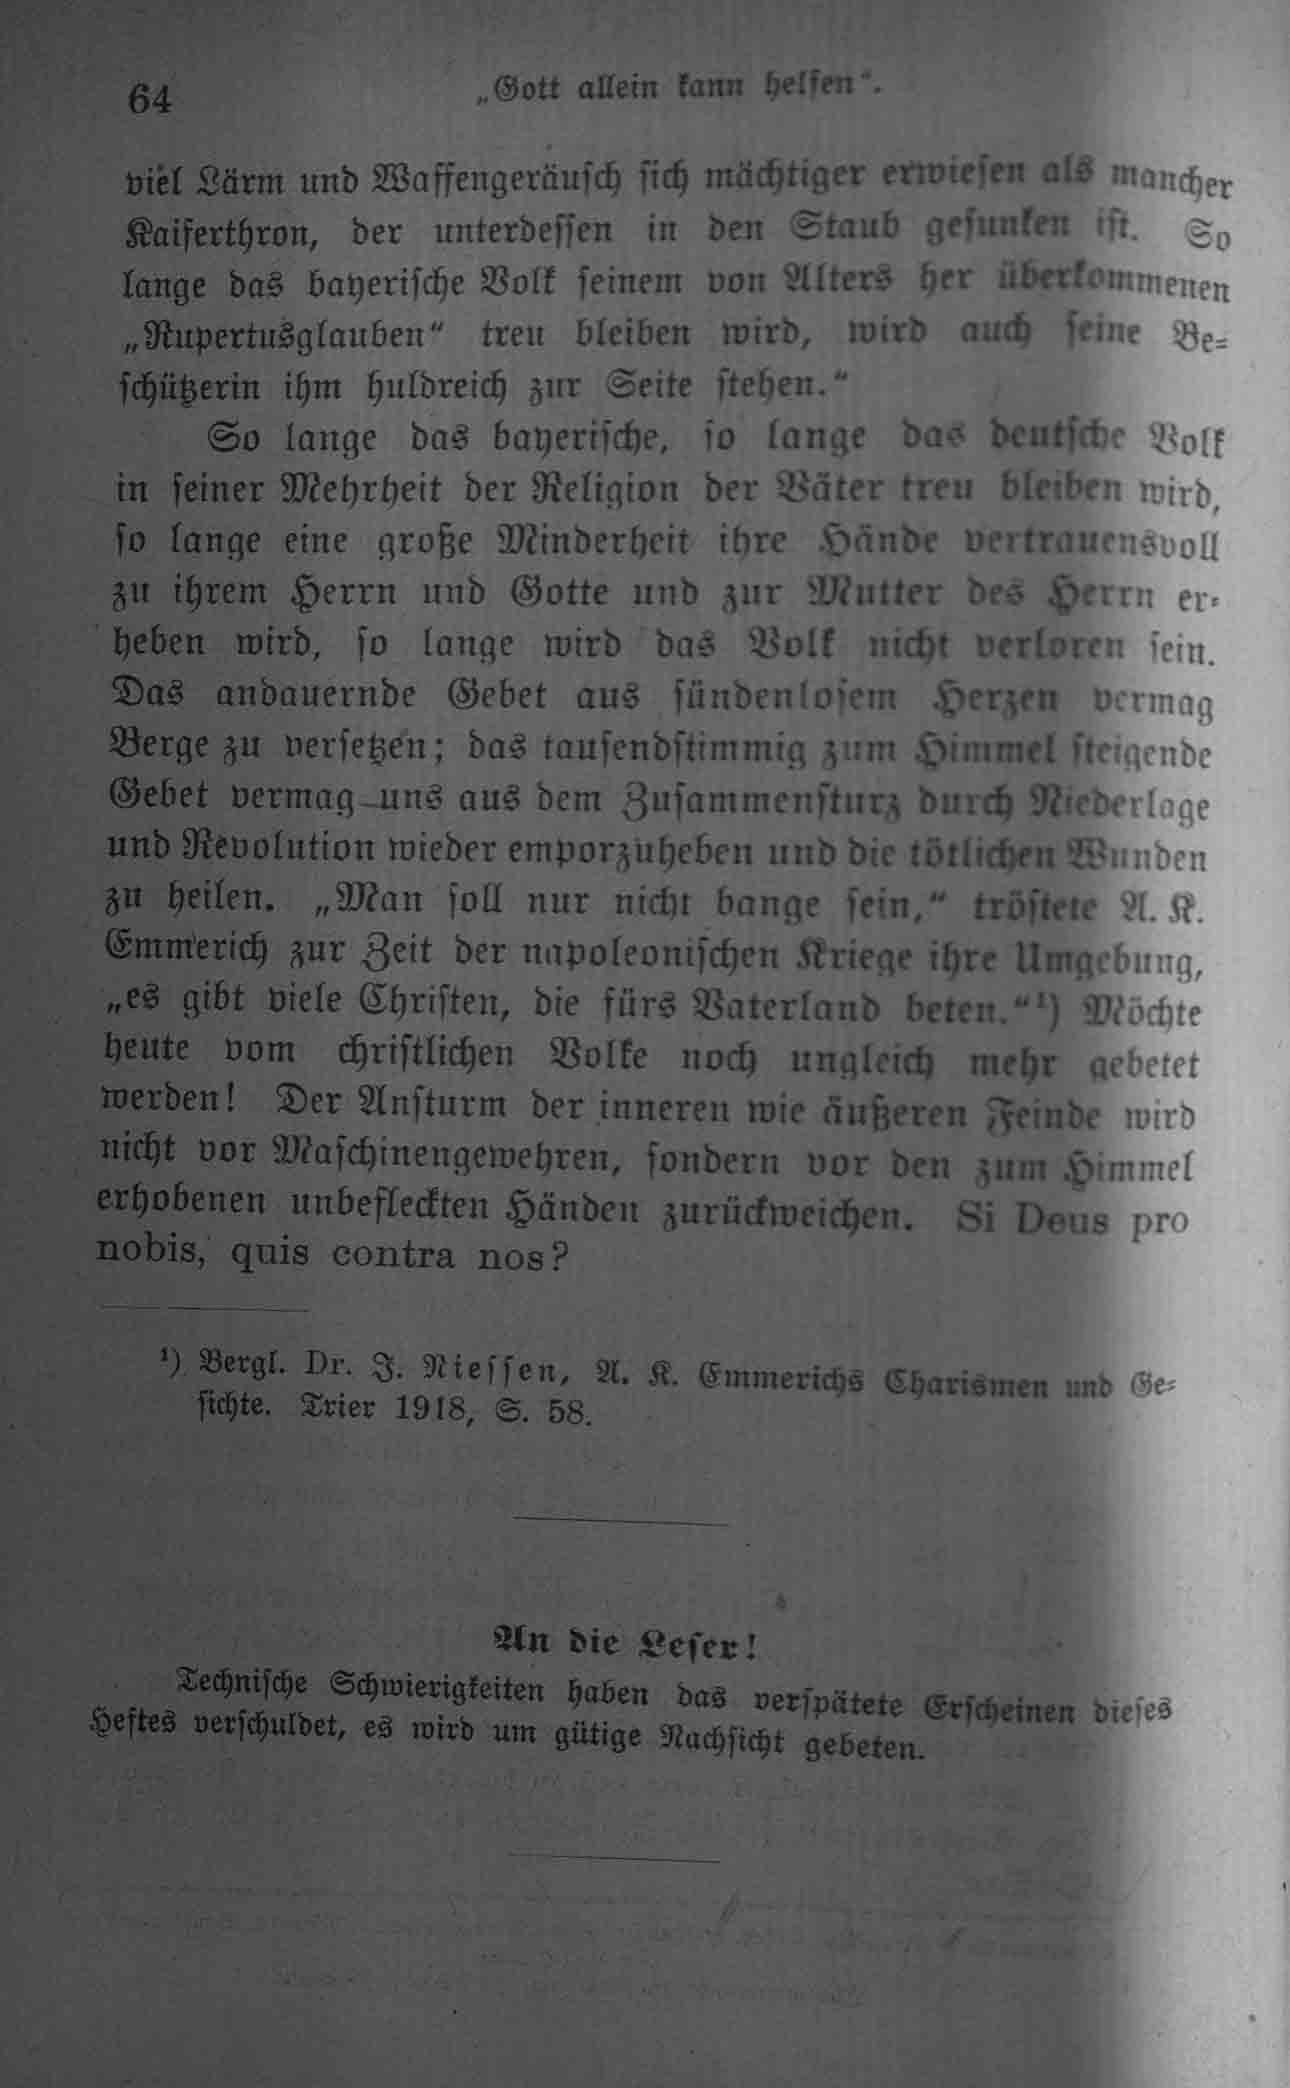 64 „Gott allein kann helfen“.
viel Lärm und Waffengeräusch sich mächtiger erwiesen als mancher
Kaiserthron, der unterdessen in den Staub gesunken ist. So
lange das bayerische Volk seinem von Alters her überkommenen
„Rupertusglauben“ treu bleiben wird, wird auch seine Be-
schützerin ihm huldreich zur Seite stehen.“
So lange das bayerische, so lange das deutsche Volk
in seiner Mehrheit der Religion der Väter treu bleiben wird,
so lange eine große Minderheit ihre Hände vertrauensvoll
zu ihrem Herrn und Gotte und zur Mutter des Herrn er-
heben wird, so lange wird das Volk nicht verloren sein.
Das andauernde Gebet aus sündenlosem Herzen vermag
Berge zu versetzen; das tausendstimmig zum Himmel steigende
Gebet vermag uns aus dem Zusammensturz durch Niederlage
und Revolution wieder emporzuheben und die tötlichen Wunden
zu heilen. „Man soll nur nicht bange sein,“ tröstete A. K.
Emmerich zur Zeit der napoleonischen Kriege ihre Umgebung,
„es gibt viele Christen, die fürs Vaterland beten.“¹) Möchte
heute vom christlichen Volke noch ungleich mehr gebetet
werden! Der Ansturm der inneren wie äußeren Feinde wird
nicht vor Maschinengewehren, sondern vor den zum Himmel
erhobenen unbefleckten Händen zurückweichen. Si Deus pro
nobis, quis contra nos?
¹) Vergl. Dr. J. Niessen, A. K. Emmerichs Charismen und Ge-
sichte. Trier 1918, S. 58.
An die Leser!
Technische Schwierigkeiten haben das verspätete Erscheinen dieses
Heftes verschuldet, es wird um gütige Nachsicht gebeten.